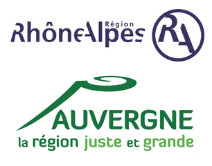 Région
RhôneAlpes RA
AUVERGNE
la région juste et grande